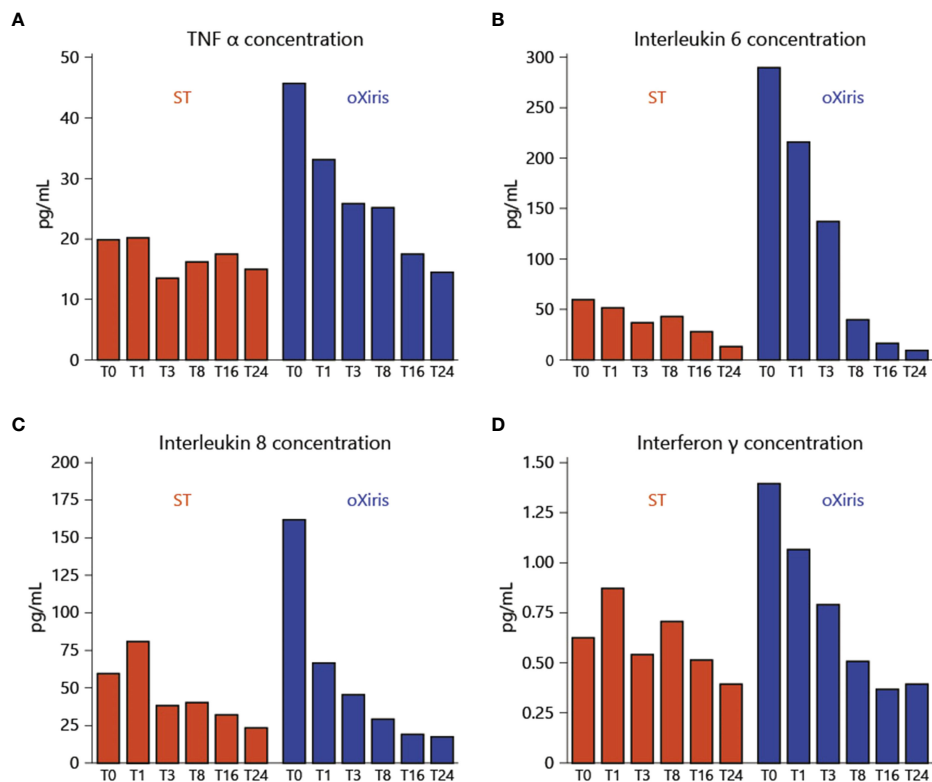 A
TNF α concentration
50
40
30
20
10
0
pg/mL
ST
oXiris
T0 T1 T3 T8 T16 T24 T0 T1 T3 T8 T16 T24
B
Interleukin 6 concentration
300
250
200
150
100
50
0
pg/mL
ST
oXiris
T0 T1 T3 T8 T16 T24 T0 T1 T3 T8 T16 T24
C
Interleukin 8 concentration
200
175
150
125
100
75
50
25
0
pg/mL
ST
oXiris
T0 T1 T3 T8 T16 T24 T0 T1 T3 T8 T16 T24
D
Interferon γ concentration
1.50
1.25
1.00
0.75
0.50
0.25
0
pg/mL
ST
oXiris
T0 T1 T3 T8 T16 T24 T0 T1 T3 T8 T16 T24